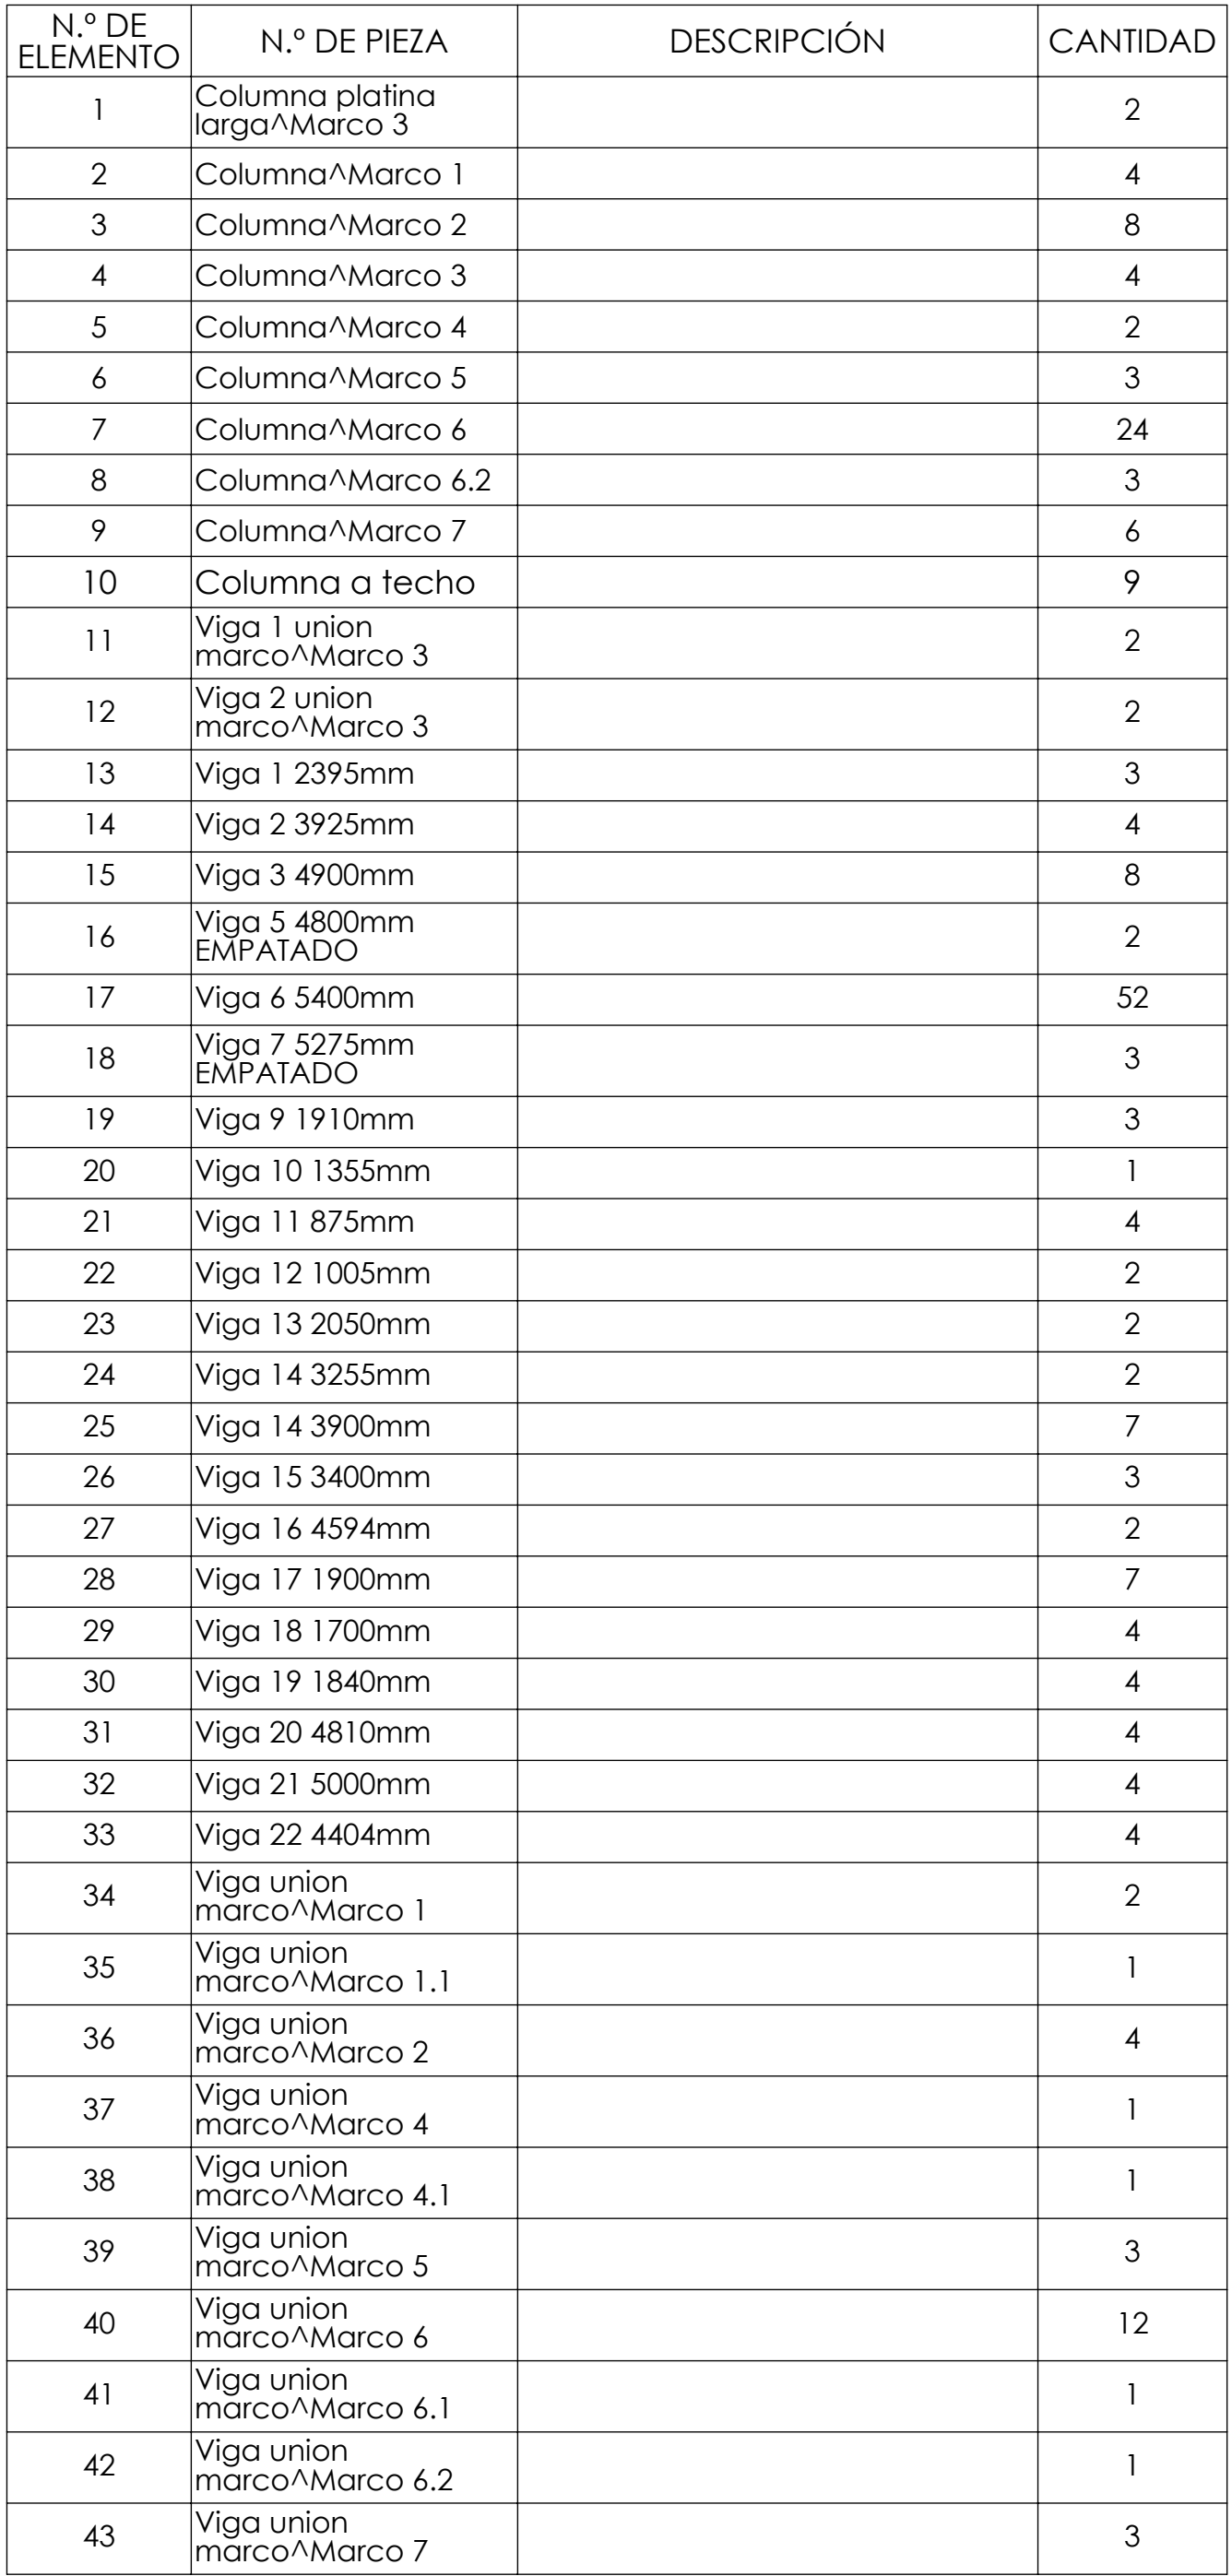 N.º DE
ELEMENTO
N.º DE PIEZA
DESCRIPCIÓN
CANTIDAD
1
Columna platina
larga^Marco 3
2
2
Columna^Marco 1
4
3
Columna^Marco 2
8
4
Columna^Marco 3
4
5
Columna^Marco 4
2
6
Columna^Marco 5
3
7
Columna^Marco 6
24
8
Columna^Marco 6.2
3
9
Columna^Marco 7
6
10
Columna a techo
9
11
Viga 1 union
marco^Marco 3
2
12
Viga 2 union
marco^Marco 3
2
13
Viga 1 2395mm
3
14
Viga 2 3925mm
4
15
Viga 3 4900mm
8
16
Viga 5 4800mm
EMPATADO
2
17
Viga 6 5400mm
52
18
Viga 7 5275mm
EMPATADO
3
19
Viga 9 1910mm
3
20
Viga 10 1355mm
1
21
Viga 11 875mm
4
22
Viga 12 1005mm
2
23
Viga 13 2050mm
2
24
Viga 14 3255mm
2
25
Viga 14 3900mm
7
26
Viga 15 3400mm
3
27
Viga 16 4594mm
2
28
Viga 17 1900mm
7
29
Viga 18 1700mm
4
30
Viga 19 1840mm
4
31
Viga 20 4810mm
4
32
Viga 21 5000mm
4
33
Viga 22 4404mm
4
34
Viga union
marco^Marco 1
2
35
Viga union
marco^Marco 1.1
1
36
Viga union
marco^Marco 2
4
37
Viga union
marco^Marco 4
1
38
Viga union
marco^Marco 4.1
1
39
Viga union
marco^Marco 5
3
40
Viga union
marco^Marco 6
12
41
Viga union
marco^Marco 6.1
1
42
Viga union
marco^Marco 6.2
1
43
Viga union
marco^Marco 7
3